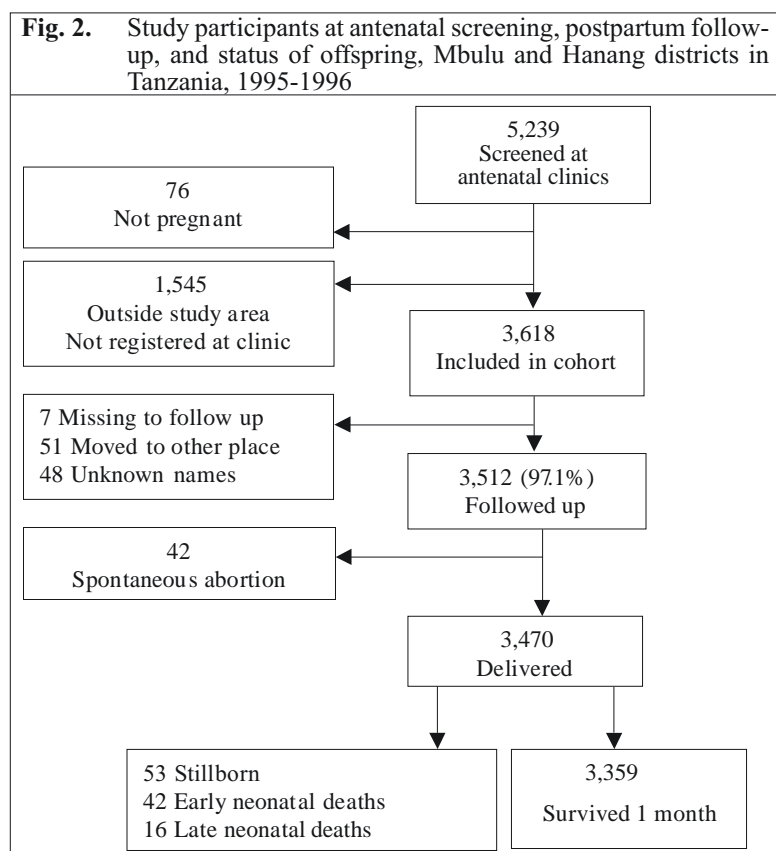 Fig. 2. Study participants at antenatal screening, postpartum follow-
up, and status of offspring, Mbulu and Hanang districts in
Tanzania, 1995-1996
5,239
Screened at
antenatal clinics
76
Not pregnant
1,545
Outside study area
Not registered at clinic
3,618
Included in cohort
7 Missing to follow up
51 Moved to other place
48 Unknown names
3,512 (97.1%)
Followed up
42
Spontaneous abortion
3,470
Delivered
53 Stillborn
42 Early neonatal deaths
16 Late neonatal deaths
3,359
Survived 1 month